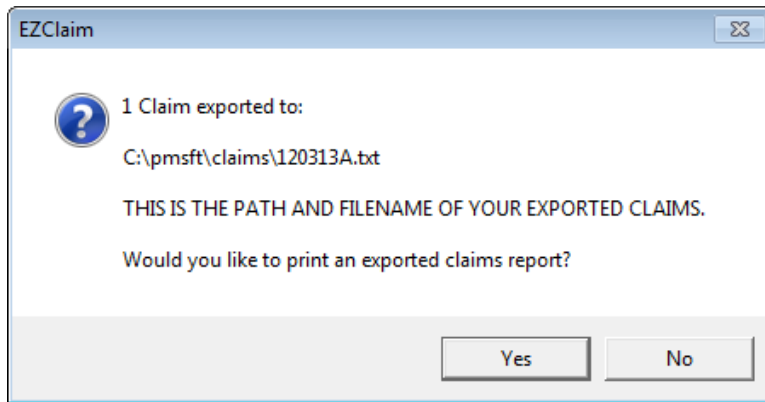 EZClaim
1 Claim exported to:
C:\pmsft\claims\120313A.txt
THIS IS THE PATH AND FILENAME OF YOUR EXPORTED CLAIMS.
Would you like to print an exported claims report?
Yes No